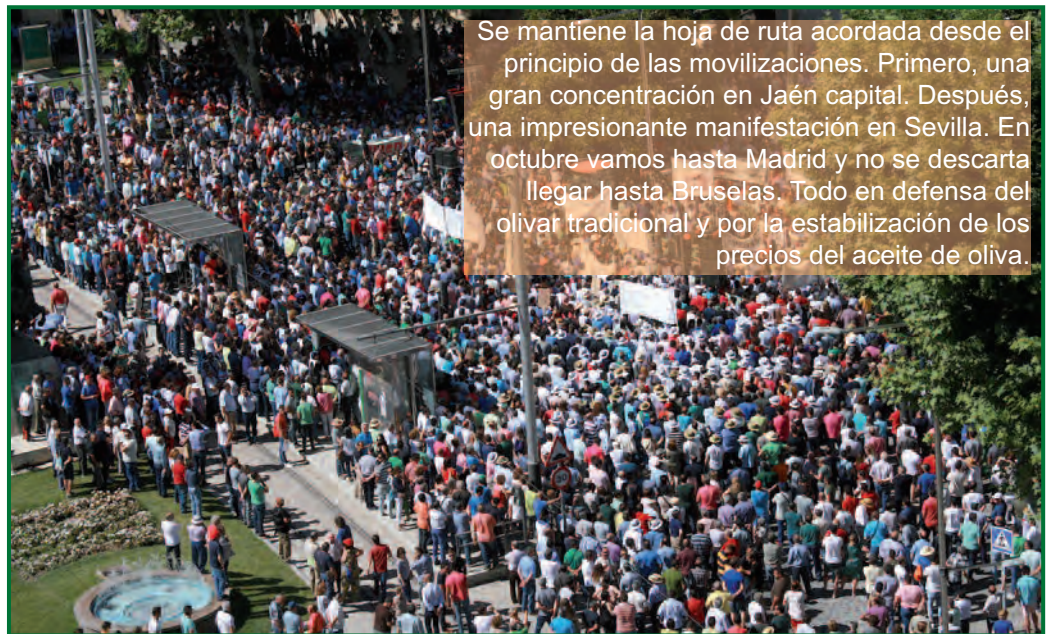 Se mantiene la hoja de ruta acordada desde el
principio de las movilizaciones. Primero, una
gran concentración en Jaén capital. Después,
una impresionante manifestación en Sevilla. En
octubre vamos hasta Madrid y no se descarta
llegar hasta Bruselas. Todo en defensa del
olivar tradicional y por la estabilización de los
precios del aceite de oliva.